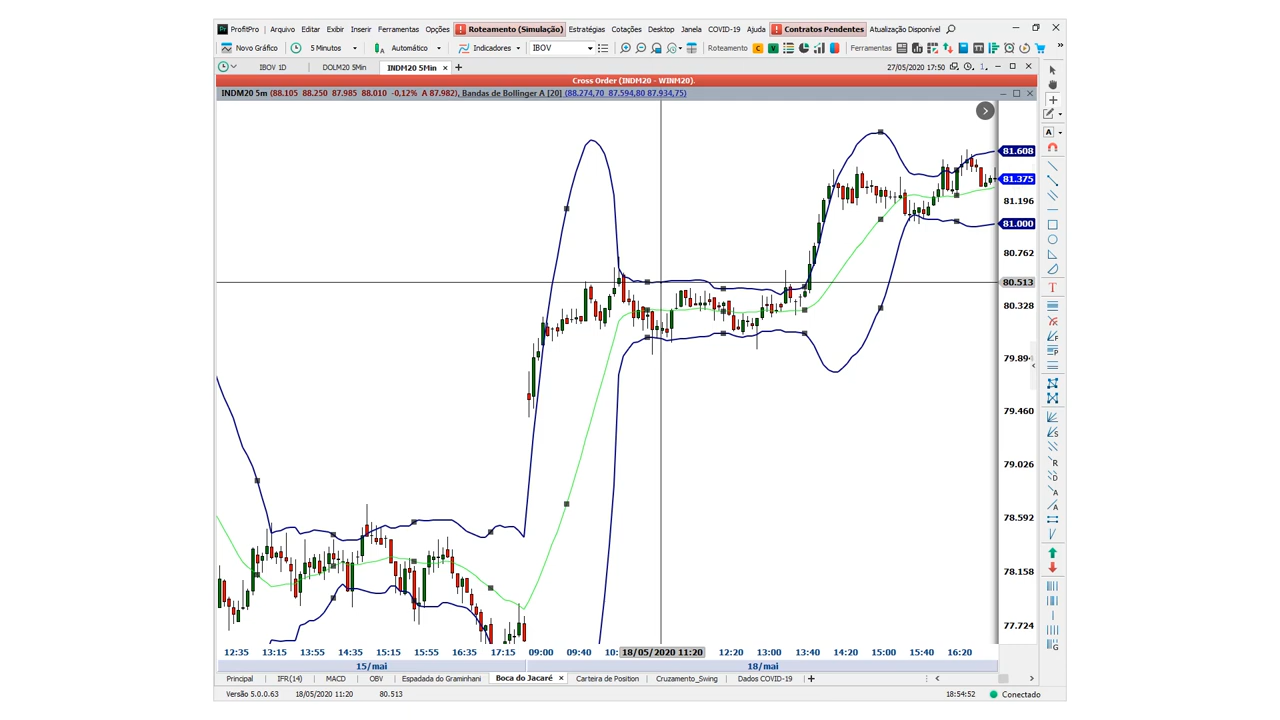 ProfitPro Arquivo Editar Exibir Inserir Ferramentas Opções Roteamento (Simulação) Estratégias Cotações Desktop Janela COVID-19 Ajuda Contratos Pendentes Atualização Disponível
Novo Gráfico 5 Minutos Automático Indicadores IBOV Roteamento C V Ferramentas
IBOV 1D DOLM20 5Min INDM20 5Min 27/05/2020 17:50
Cross Order (INDM20 - WINM20).
INDM20 5m (88.105 88.250 87.985 88.010 -0,12% A 87.982), Bandas de Bollinger A [20] (88.274,70 87.594,80 87.934,75)
81.608
81.375
81.196
81.000
80.762
80.513
80.328
79.894
79.460
79.026
78.592
78.158
77.724
12:35 13:15 13:55 14:35 15:15 15:55 16:35 17:15 09:00 09:40 10: 18/05/2020 11:20 12:20 13:00 13:40 14:20 15:00 15:40 16:20
15/mai 18/mai
Principal IFR(14) MACD OBV Espadada do Graminhani Boca do Jacaré Carteira de Position Cruzamento_Swing Dados COVID-19
Versão 5.0.0.63 18/05/2020 11:20 80.513 18:54:52 Conectado